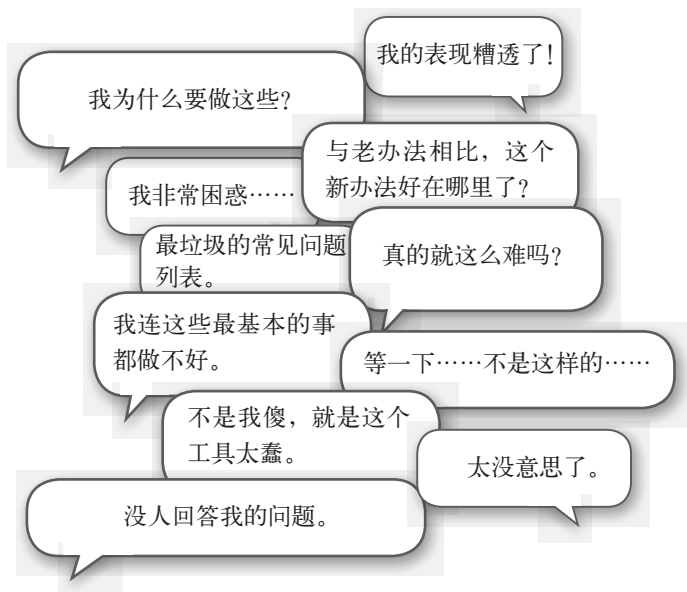 我的表现糟透了!
我为什么要做这些?
与老办法相比，这个
新办法好在哪里了?
我非常困惑……
最垃圾的常见问题
列表。
真的就这么难吗?
我连这些最基本的事
都做不好。
等一下……不是这样的……
不是我傻，就是这个
工具太蠢。
太没意思了。
没人回答我的问题。